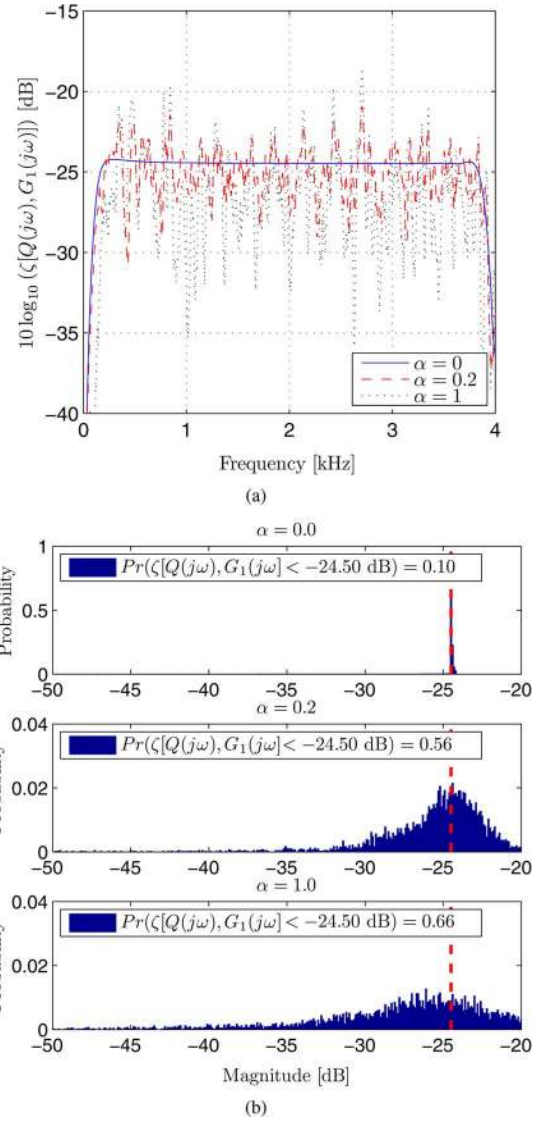 −15
−20
−25
−30
−35
−40
10 log10 (ζ[Q(jω), G1(jω)]) [dB]
α = 0
α = 0.2
α = 1
0 1 2 3 4
Frequency [kHz]
(a)
α = 0.0
1
0.5
0
Probability
Pr(ζ[Q(jω), G1(jω] < −24.50 dB) = 0.10
−50 −45 −40 −35 −30 −25 −20
α = 0.2
0.04
0.02
0
Pr(ζ[Q(jω), G1(jω] < −24.50 dB) = 0.56
−50 −45 −40 −35 −30 −25 −20
α = 1.0
0.04
0.02
0
Pr(ζ[Q(jω), G1(jω] < −24.50 dB) = 0.66
−50 −45 −40 −35 −30 −25 −20
Magnitude [dB]
(b)